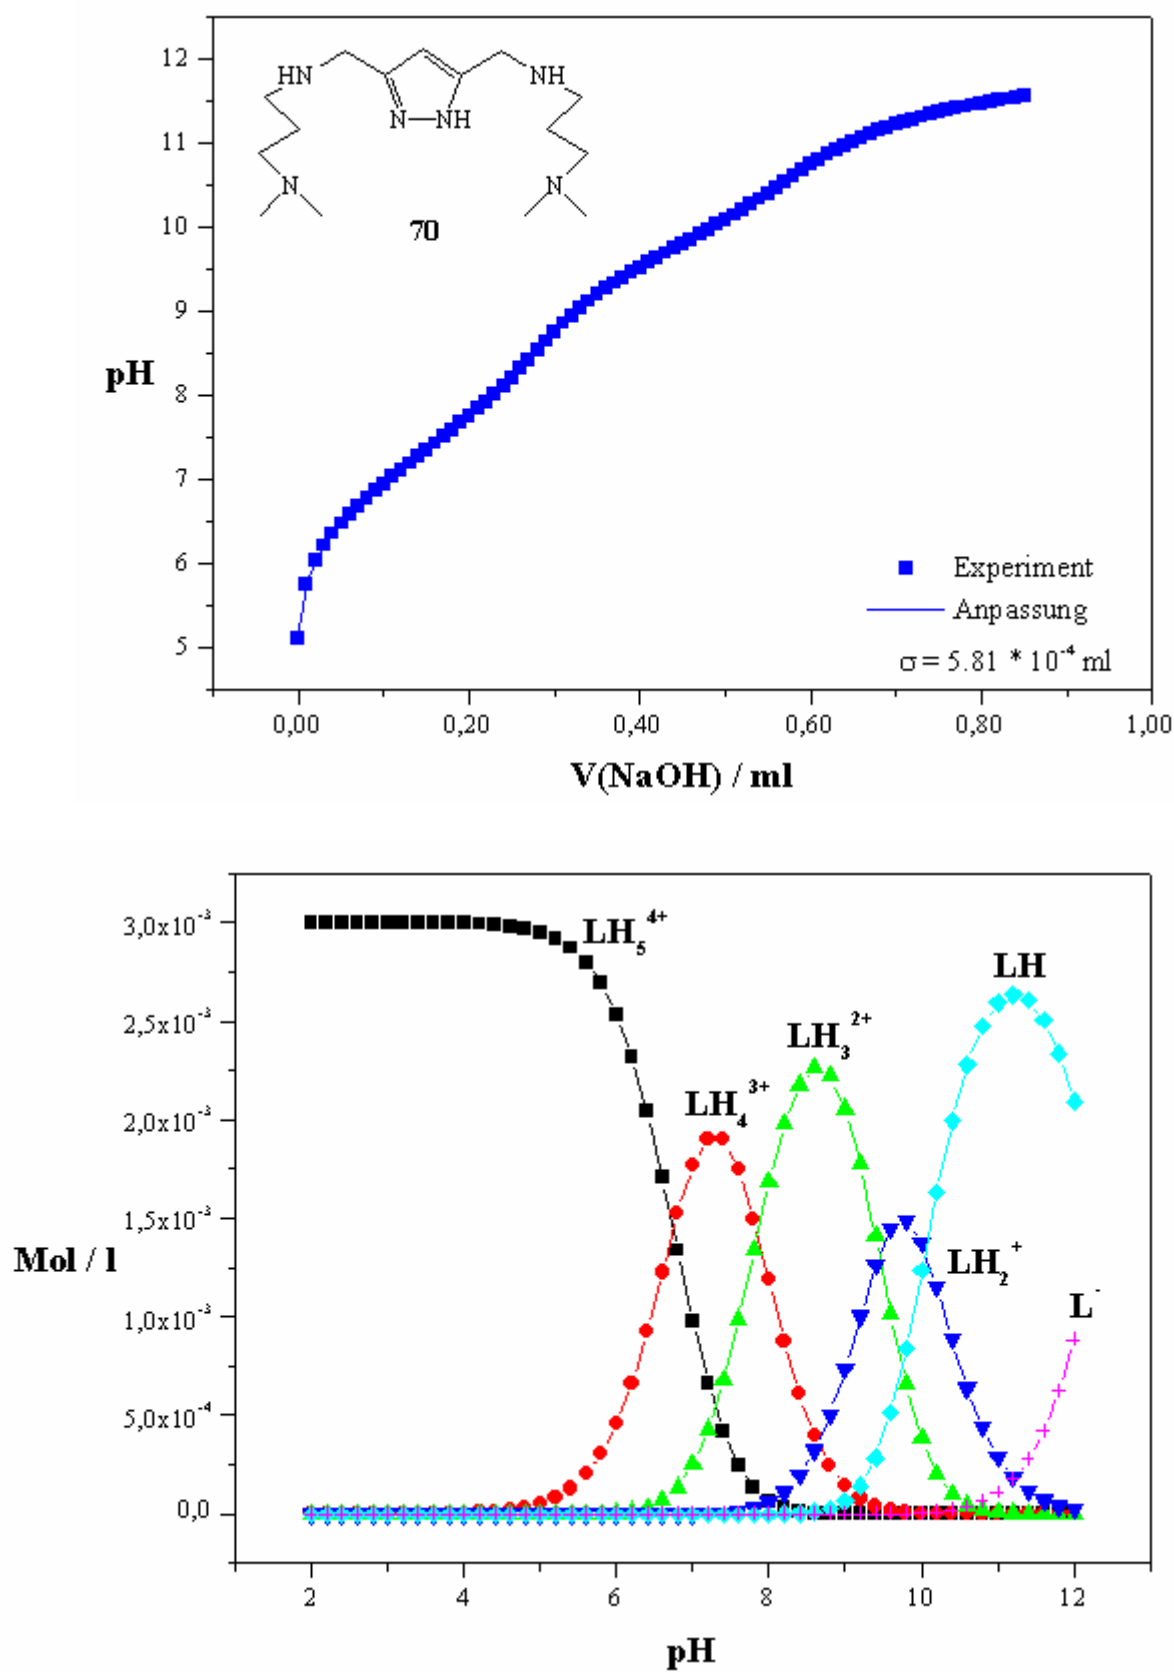 12
11
10
9
8
7
6
5
pH
HN
NH
N
NH
N
N
70
Experiment
Anpassung
σ = 5.81 * 10⁻⁴ ml
0,00
0,20
0,40
0,60
0,80
1,00
V(NaOH) / ml
3,0x10⁻³
2,5x10⁻³
2,0x10⁻³
1,5x10⁻³
1,0x10⁻³
5,0x10⁻⁴
0,0
Mol / l
LH₅⁴⁺
LH₄³⁺
LH₃²⁺
LH₂⁺
LH
L⁻
2
4
6
8
10
12
pH